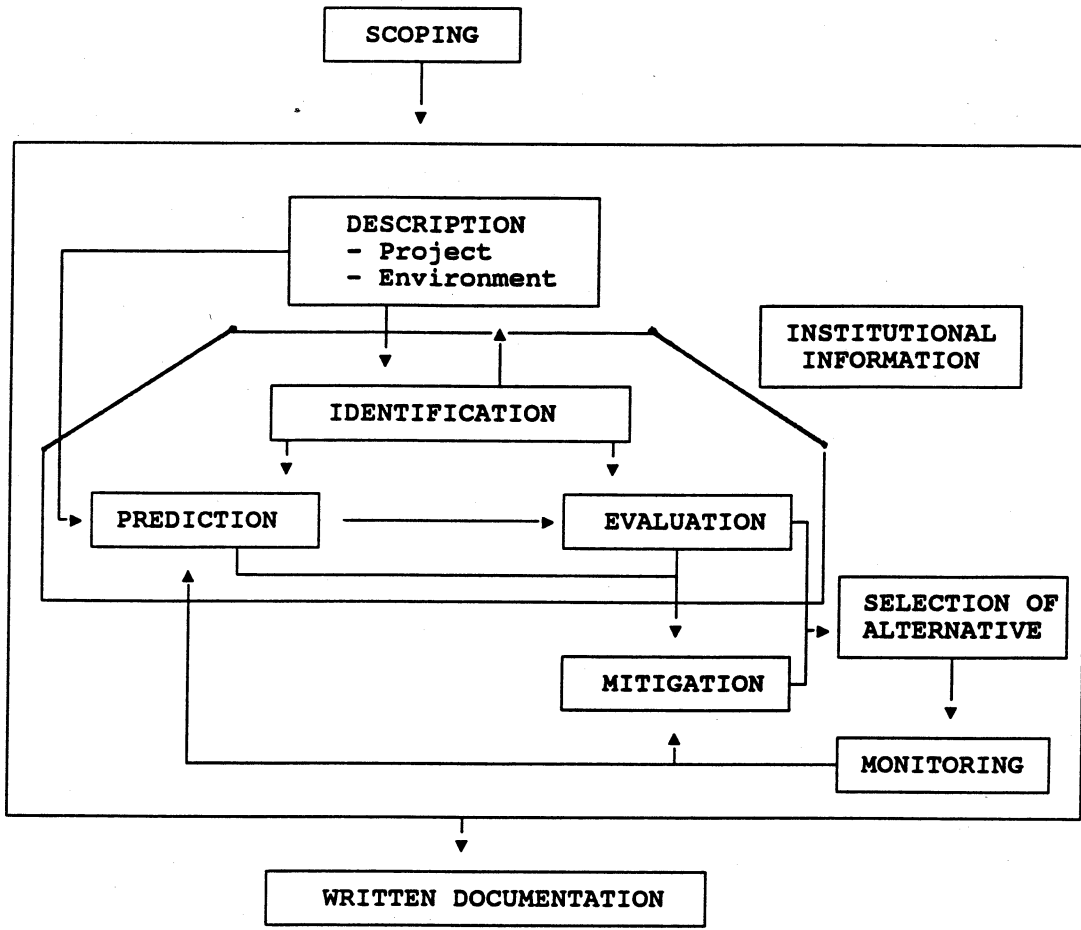 SCOPING
DESCRIPTION
- Project
- Environment
INSTITUTIONAL
INFORMATION
IDENTIFICATION
PREDICTION
EVALUATION
SELECTION OF
ALTERNATIVE
MITIGATION
MONITORING
WRITTEN DOCUMENTATION